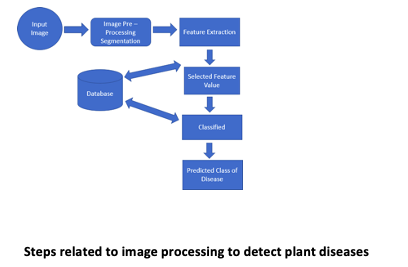 Input
Image
Image Pre –
Processing
Segmentation
Feature Extraction
Selected Feature
Value
Database
Classified
Predicted Class of
Disease
Steps related to image processing to detect plant diseases